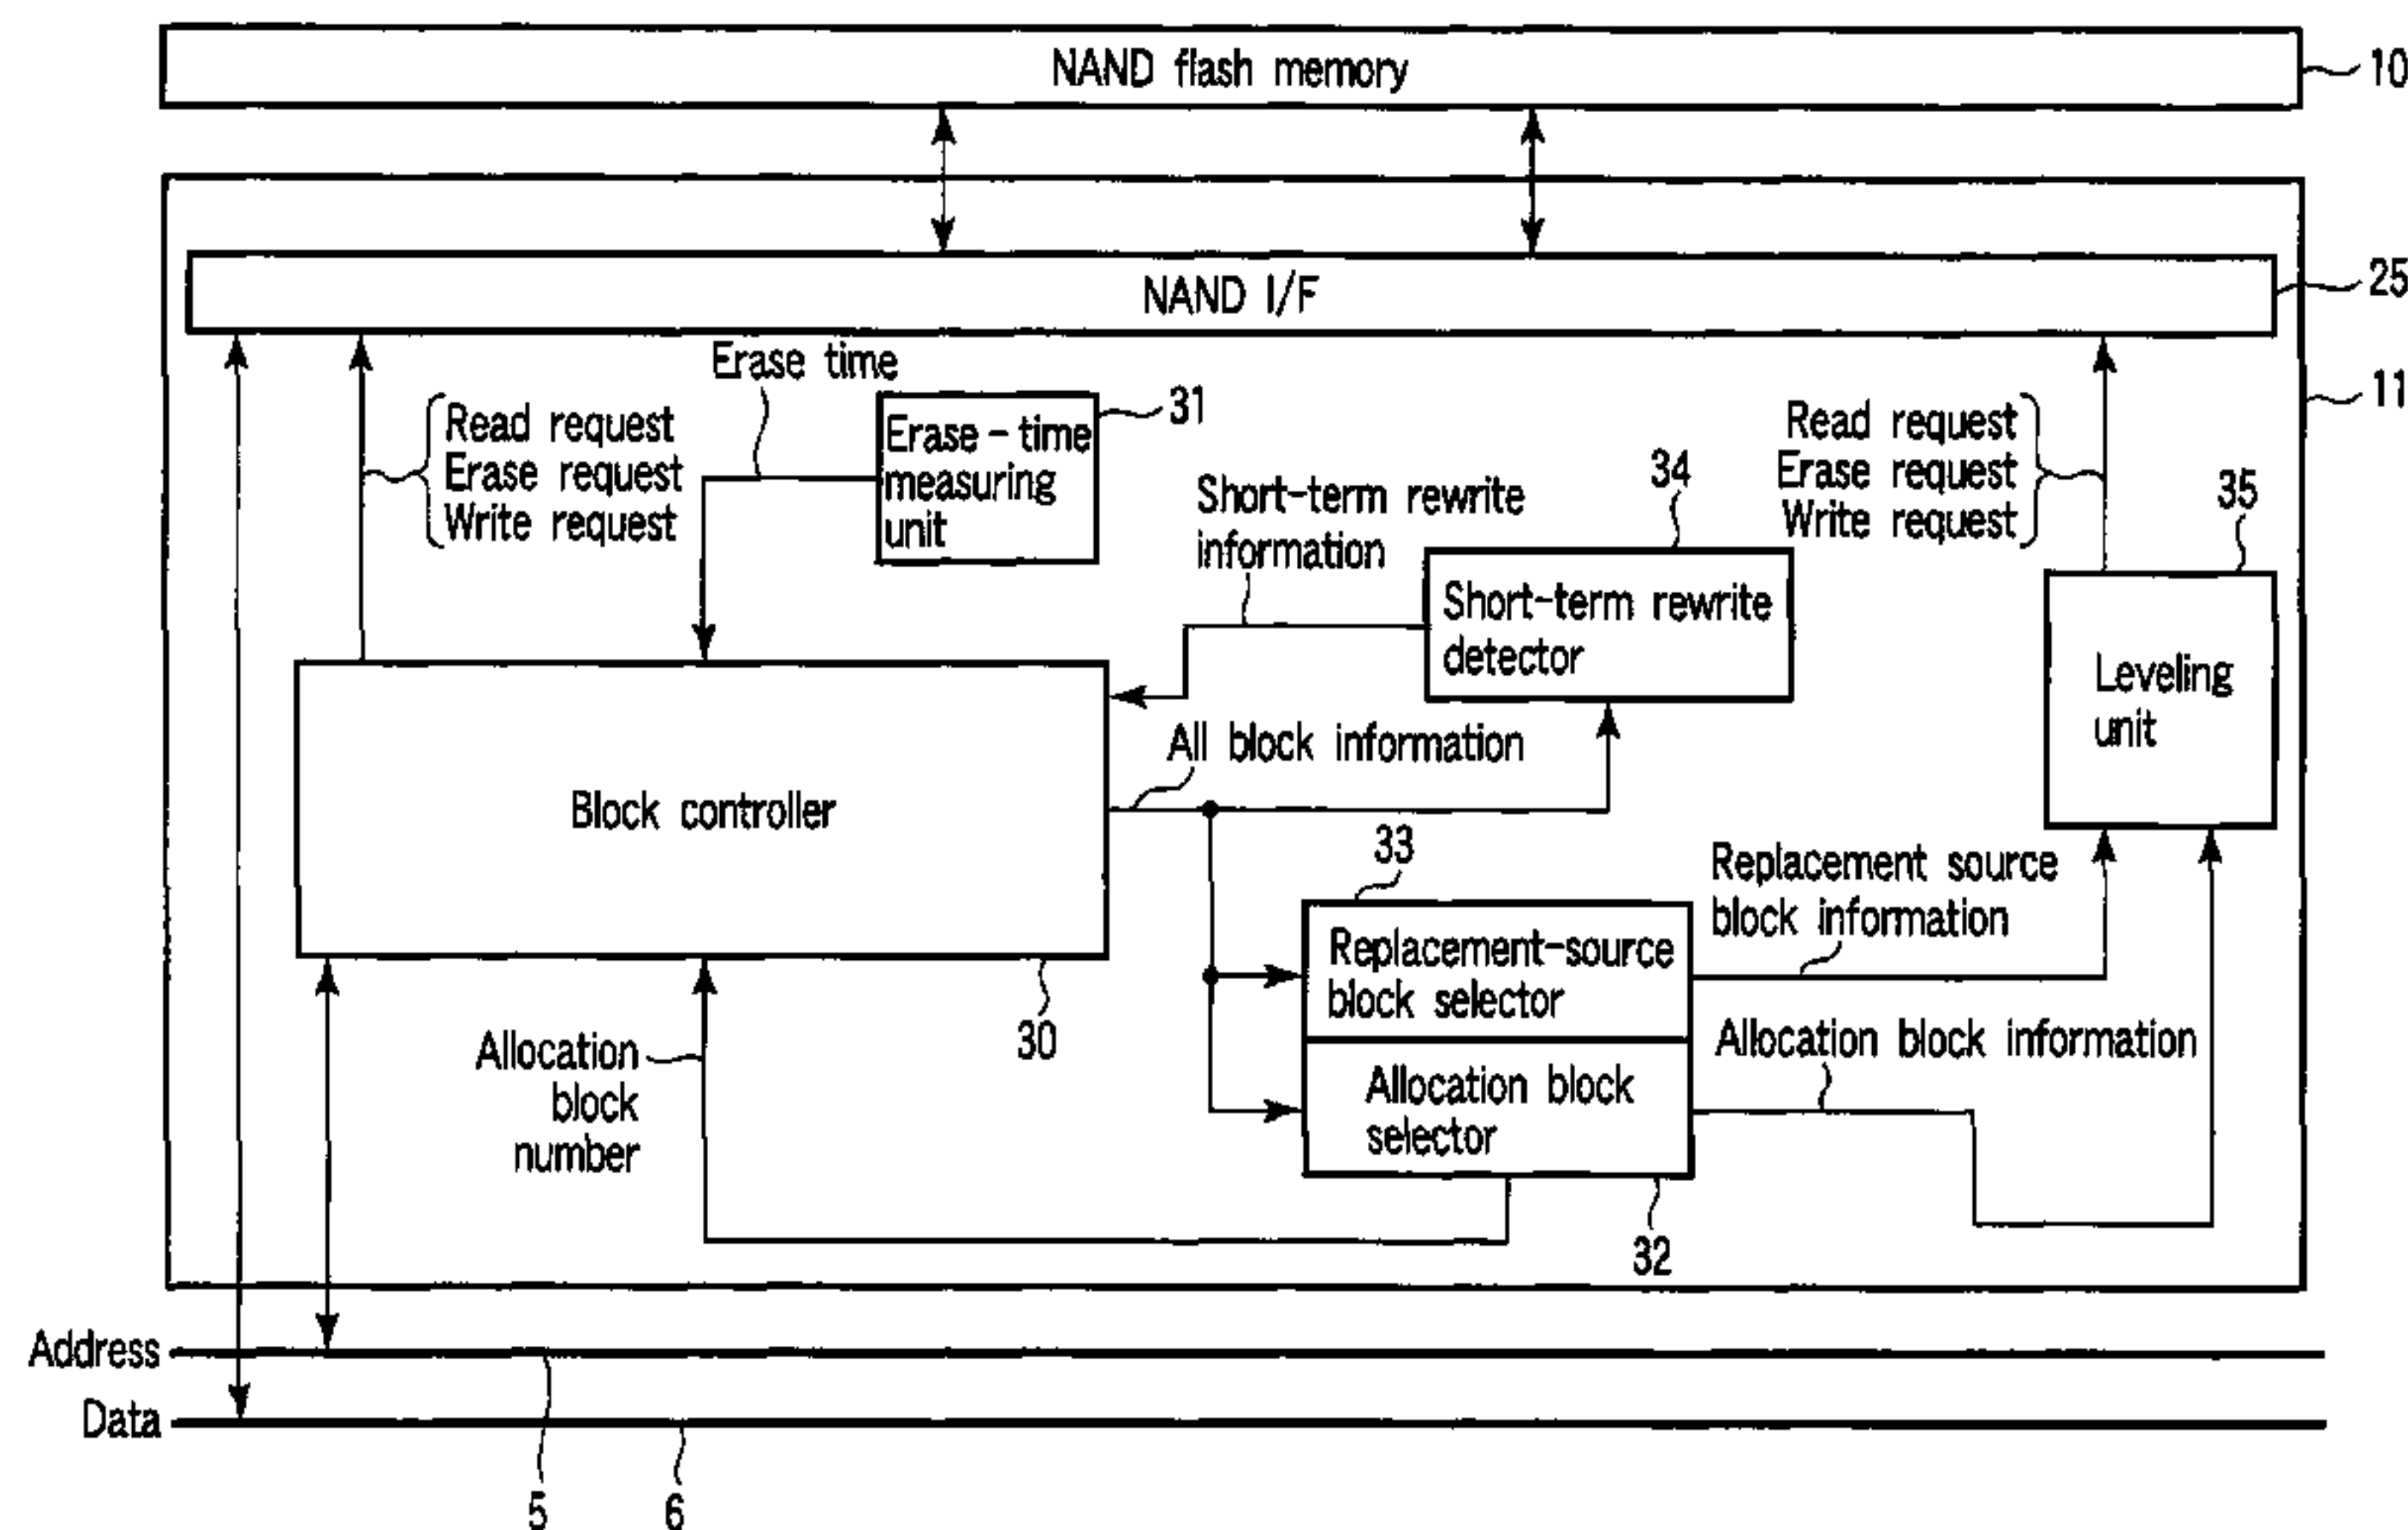 NAND flash memory
10
NAND I/F
25
11
Erase time
31
Erase-time
measuring
unit
Read request
Erase request
Write request
Short-term rewrite
information
34
Read request
Erase request
Write request
35
Short-term rewrite
detector
Leveling
unit
All block information
Block controller
33
Replacement source
block information
Replacement-source
block selector
30
Allocation
block
number
Allocation block information
Allocation block
selector
32
Address
Data
5
6